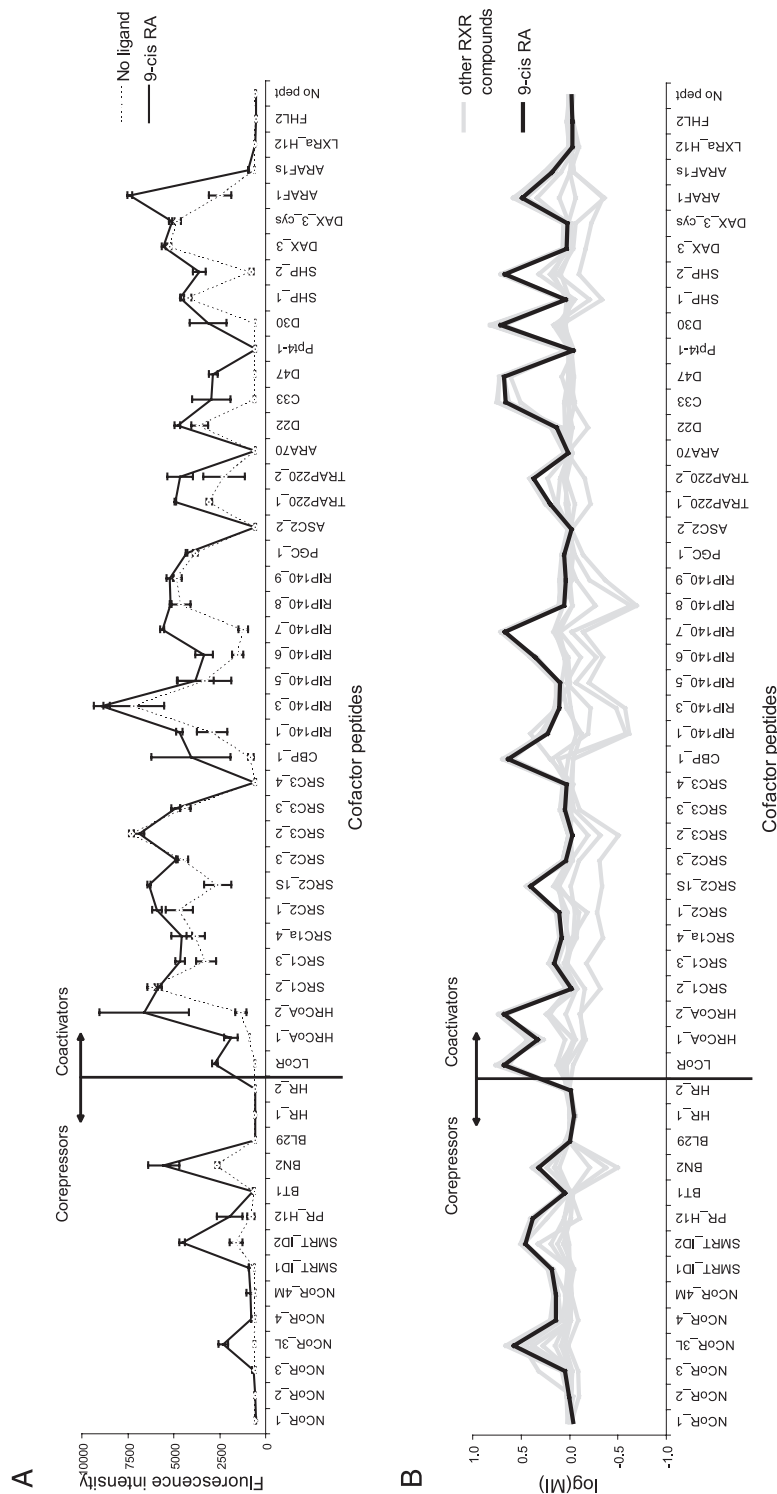 A
No ligand
9-cis RA
Corepressors
Coactivators
Fluorescence intensity
10000
7500
5000
2500
0
NCoR_1
NCoR_2
NCoR_3
NCoR_3L
NCoR_4
NCoR_4M
SMRT_ID1
SMRT_ID2
PR_H12
BT1
BN2
BL29
HR_1
HR_2
LCoR
HRCoA_1
HRCoA_2
SRC1_2
SRC1_3
SRC1a_4
SRC2_1
SRC2_1S
SRC2_3
SRC3_2
SRC3_3
SRC3_4
CBP_1
RIP140_1
RIP140_3
RIP140_5
RIP140_6
RIP140_7
RIP140_8
RIP140_9
PGC_1
ASC2_2
TRAP220_1
TRAP220_2
ARA70
D22
C33
D47
Ppt4-1
D30
SHP_1
SHP_2
DAX_3
DAX_3_cys
ARAF1
ARAF1s
LXRa_H12
FHL2
No pept
Cofactor peptides
B
other RXR
compounds
9-cis RA
Corepressors
Coactivators
log(MI)
1.0
0.5
0.0
-0.5
-1.0
NCoR_1
NCoR_2
NCoR_3
NCoR_3L
NCoR_4
NCoR_4M
SMRT_ID1
SMRT_ID2
PR_H12
BT1
BN2
BL29
HR_1
HR_2
LCoR
HRCoA_1
HRCoA_2
SRC1_2
SRC1_3
SRC1a_4
SRC2_1
SRC2_1S
SRC2_3
SRC3_2
SRC3_3
SRC3_4
CBP_1
RIP140_1
RIP140_3
RIP140_5
RIP140_6
RIP140_7
RIP140_8
RIP140_9
PGC_1
ASC2_2
TRAP220_1
TRAP220_2
ARA70
D22
C33
D47
Ppt4-1
D30
SHP_1
SHP_2
DAX_3
DAX_3_cys
ARAF1
ARAF1s
LXRa_H12
FHL2
No pept
Cofactor peptides